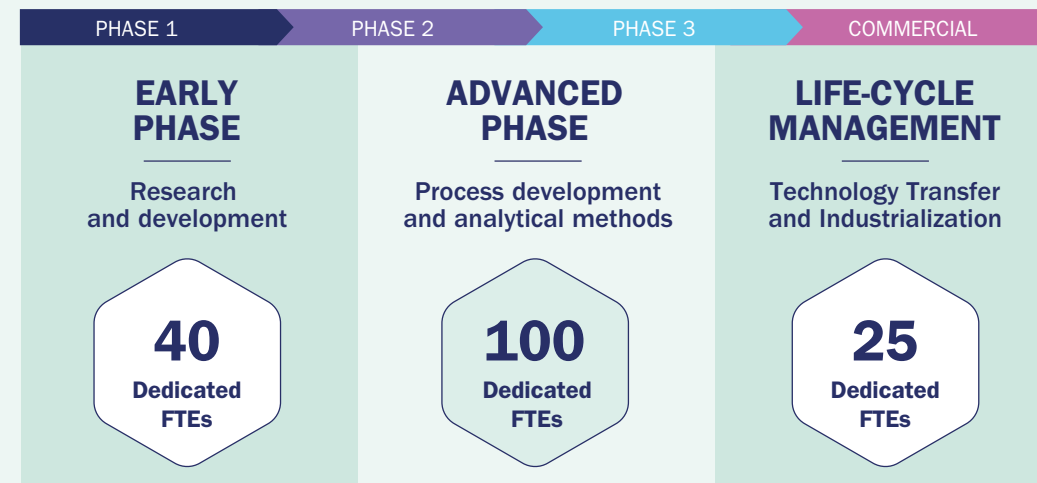 PHASE 1
PHASE 2
PHASE 3
COMMERCIAL
EARLY
PHASE
Research
and development
40
Dedicated
FTEs
ADVANCED
PHASE
Process development
and analytical methods
100
Dedicated
FTEs
LIFE-CYCLE
MANAGEMENT
Technology Transfer
and Industrialization
25
Dedicated
FTEs